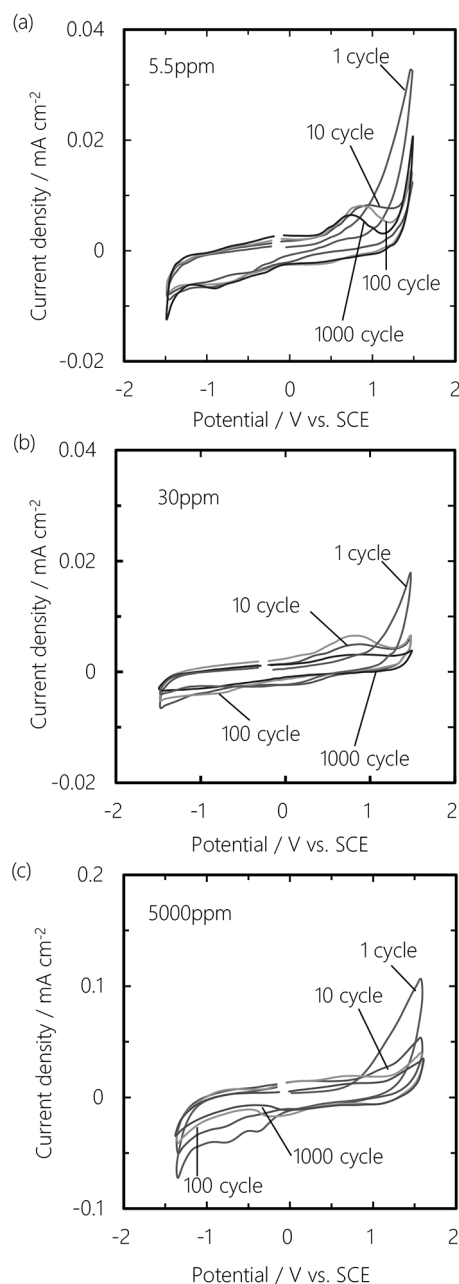 (a)
0.04
5.5ppm
1 cycle
0.02
10 cycle
0
100 cycle
1000 cycle
-0.02
-2
-1
0
1
2
Current density / mA cm-2
Potential / V vs. SCE
(b)
0.04
30ppm
1 cycle
0.02
10 cycle
0
100 cycle
1000 cycle
-0.02
-2
-1
0
1
2
Current density / mA cm-2
Potential / V vs. SCE
(c)
0.2
5000ppm
1 cycle
0.1
10 cycle
0
1000 cycle
100 cycle
-0.1
-2
-1
0
1
2
Current density / mA cm-2
Potential / V vs. SCE